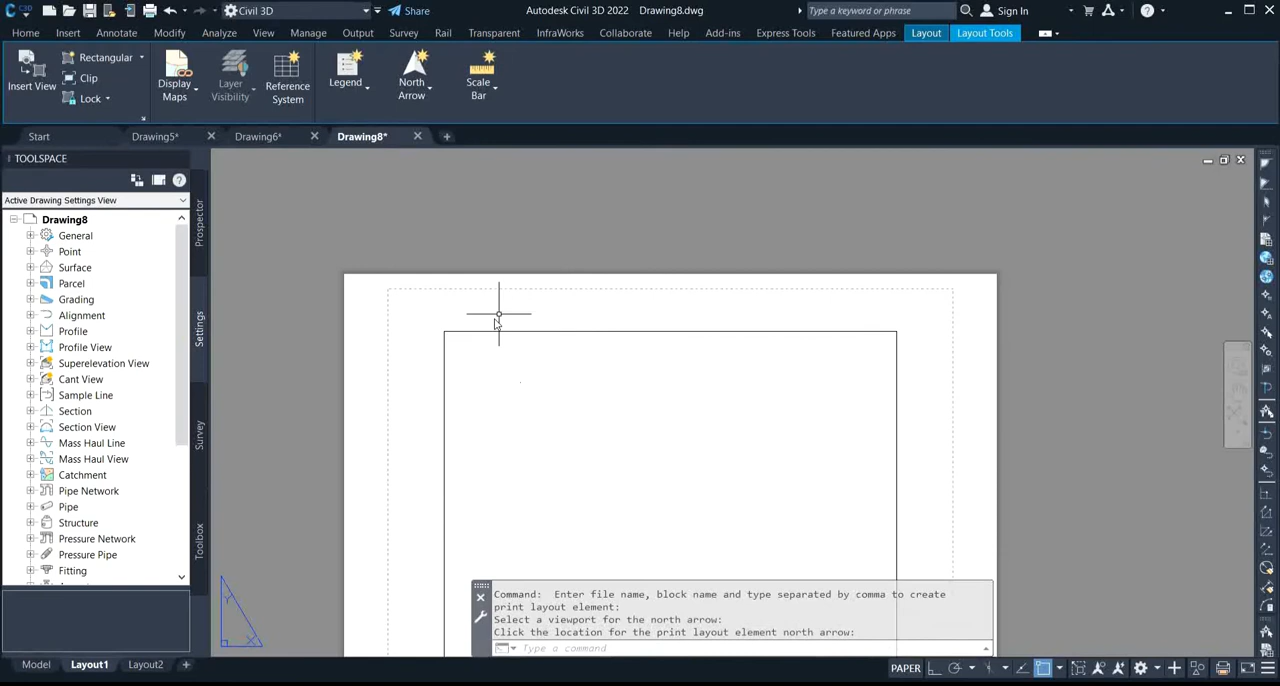 C3D
Civil 3D
Share
Autodesk Civil 3D 2022 Drawing8.dwg
Type a keyword or phrase
Sign In
Home Insert Annotate Modify Analyze View Manage Output Survey Rail Transparent InfraWorks Collaborate Help Add-ins Express Tools Featured Apps Layout Layout Tools
Insert View
Rectangular
Clip
Lock
Display Maps
Layer Visibility
Reference System
Legend
North Arrow
Scale Bar
Start Drawing5* Drawing6* Drawing8*
TOOLSPACE
Active Drawing Settings View
Drawing8
General
Point
Surface
Parcel
Grading
Alignment
Profile
Profile View
Superelevation View
Cant View
Sample Line
Section
Section View
Mass Haul Line
Mass Haul View
Catchment
Pipe Network
Pipe
Structure
Pressure Network
Pressure Pipe
Fitting
Prospector
Settings
Survey
Toolbox
Y
X
Command: Enter file name, block name and type separated by comma to create
print layout element:
Select a viewport for the north arrow:
Click the location for the print layout element north arrow:
Type a command
Model Layout1 Layout2
PAPER